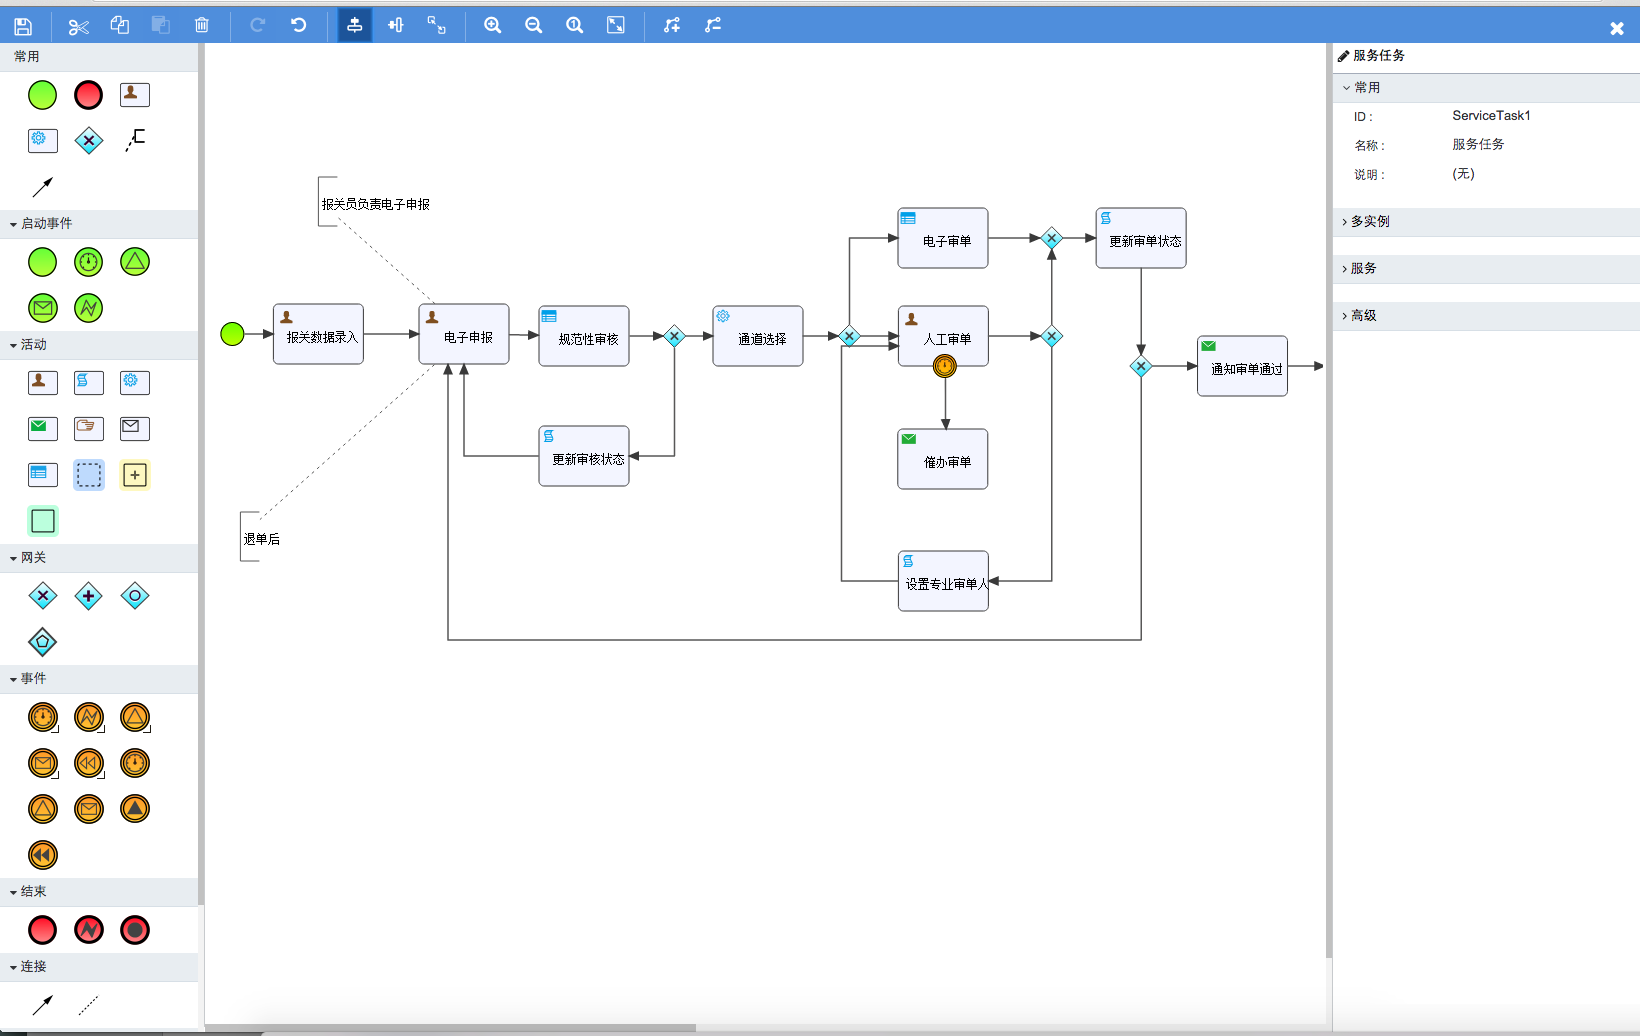 常用
启动事件
活动
网关
事件
结束
连接
报关员负责电子申报
报关数据录入
电子申报
规范性审核
更新审核状态
通道选择
电子审单
人工审单
催办审单
设置专业审单人
更新审单状态
通知审单通过
退单后
服务任务
常用
ID :
ServiceTask1
名称 :
服务任务
说明 :
(无)
多实例
服务
高级